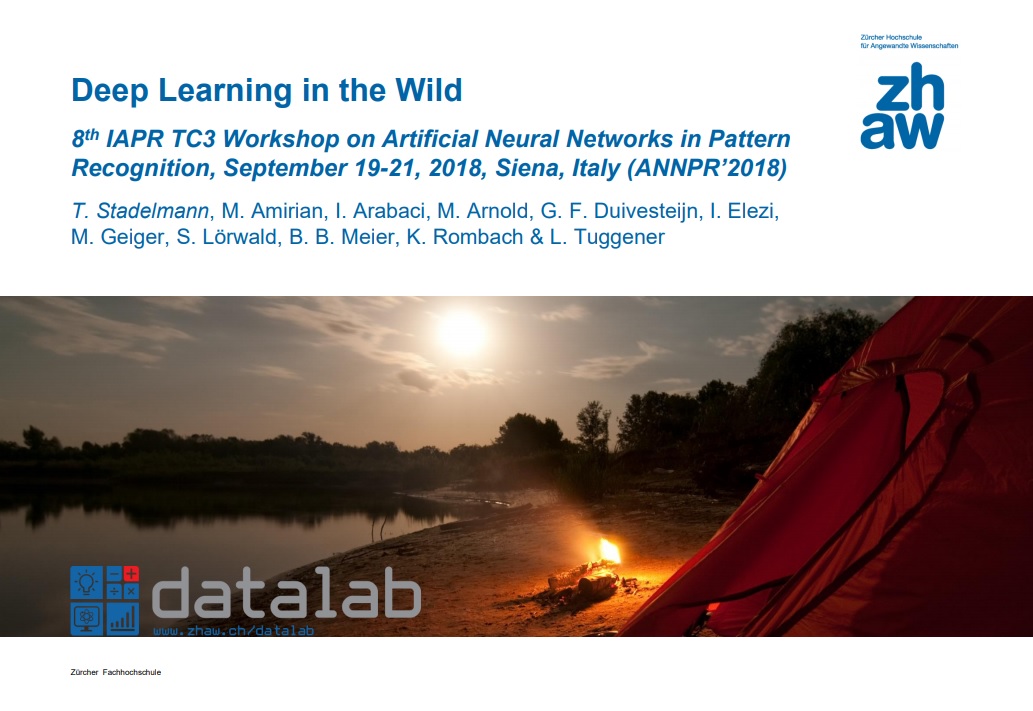 Zürcher Hochschule
für Angewandte Wissenschaften
zh
aw
Deep Learning in the Wild
8th IAPR TC3 Workshop on Artificial Neural Networks in Pattern
Recognition, September 19-21, 2018, Siena, Italy (ANNPR’2018)
T. Stadelmann, M. Amirian, I. Arabaci, M. Arnold, G. F. Duivesteijn, I. Elezi,
M. Geiger, S. Lörwald, B. B. Meier, K. Rombach & L. Tuggener
datalab
www.zhaw.ch/datalab
Zürcher Fachhochschule